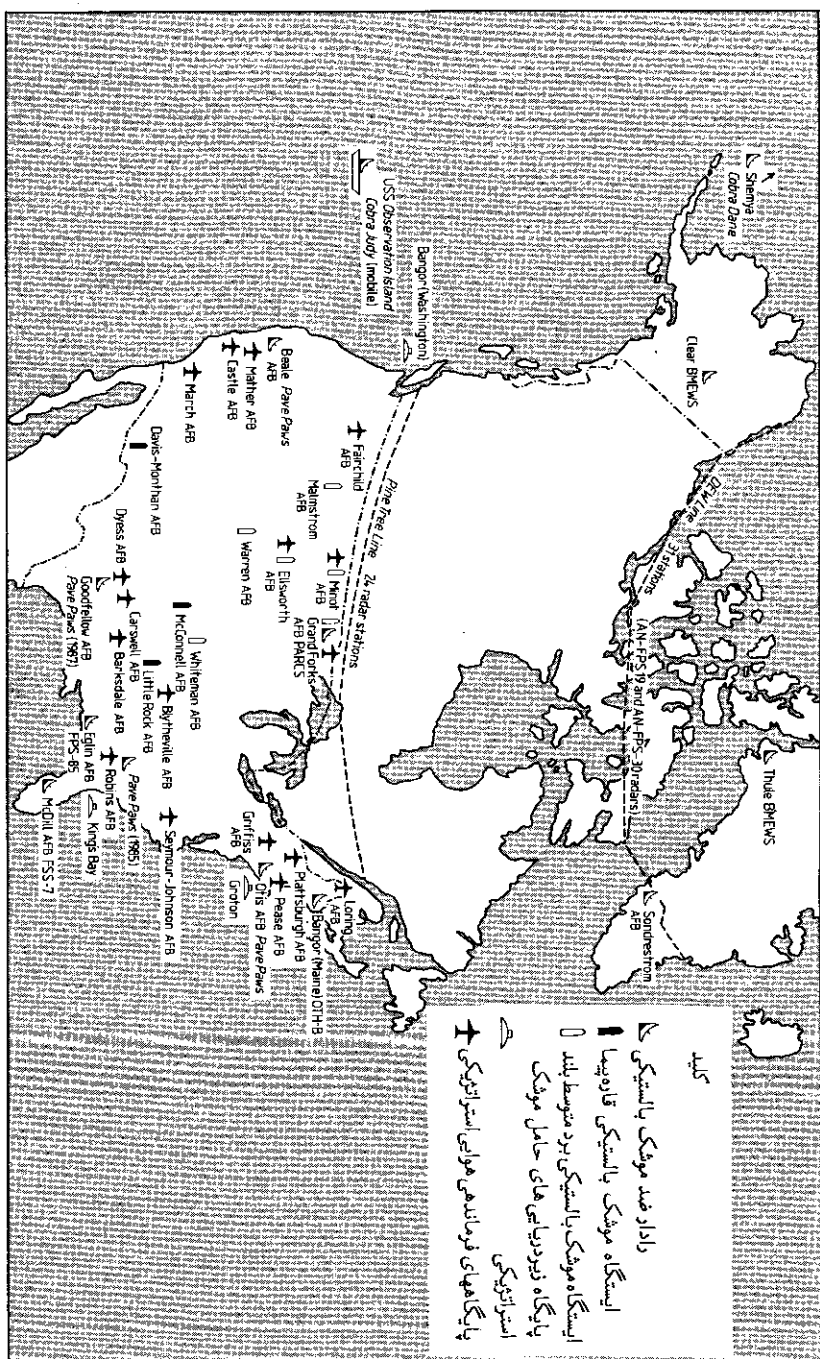 Shemya
Cobra Dane
Clear BMEWS
DEW Line
31 stations
(AN-FPS 19 and AN-FPS-30 radars)
Thule BMEWS
Sondrestrom
AFB
USS Observation Island
Cobra Judy (mobile)
Bangor (Washington)
Pine Tree Line
24 radar stations
Fairchild
AFB
Malmstrom
AFB
Minot
AFB
Grand Forks
AFB PARCS
Ellsworth
AFB
Warren AFB
Beale Pave Paws
AFB
Mather AFB
Castle AFB
March AFB
Davis-Monthan AFB
Dyess AFB
Carswell AFB
Goodfellow AFB
Pave Paws (1987)
Barksdale AFB
Whiteman AFB
McConnell AFB
Little Rock AFB
Blytheville AFB
Eglin AFB
FPS-85
Pave Paws (1985)
Robins AFB
Kings Bay
McDill AFB FSS-7
Seymour-Johnson AFB
Griffiss
AFB
Otis AFB Pave Paws
Groton
Pease AFB
Plattsburgh AFB
Bangor (Maine) OTH-B
Loring
AFB
کلید
رادار ضد موشک بالستیکی
ایستگاه موشک بالستیکی قاره‌پیما
ایستگاه موشک بالستیکی برد متوسط بلند
پایگاه زیردریایی های حامل موشک
استراتژیکی
پایگاههای فرماندهی هوایی استراتژیکی